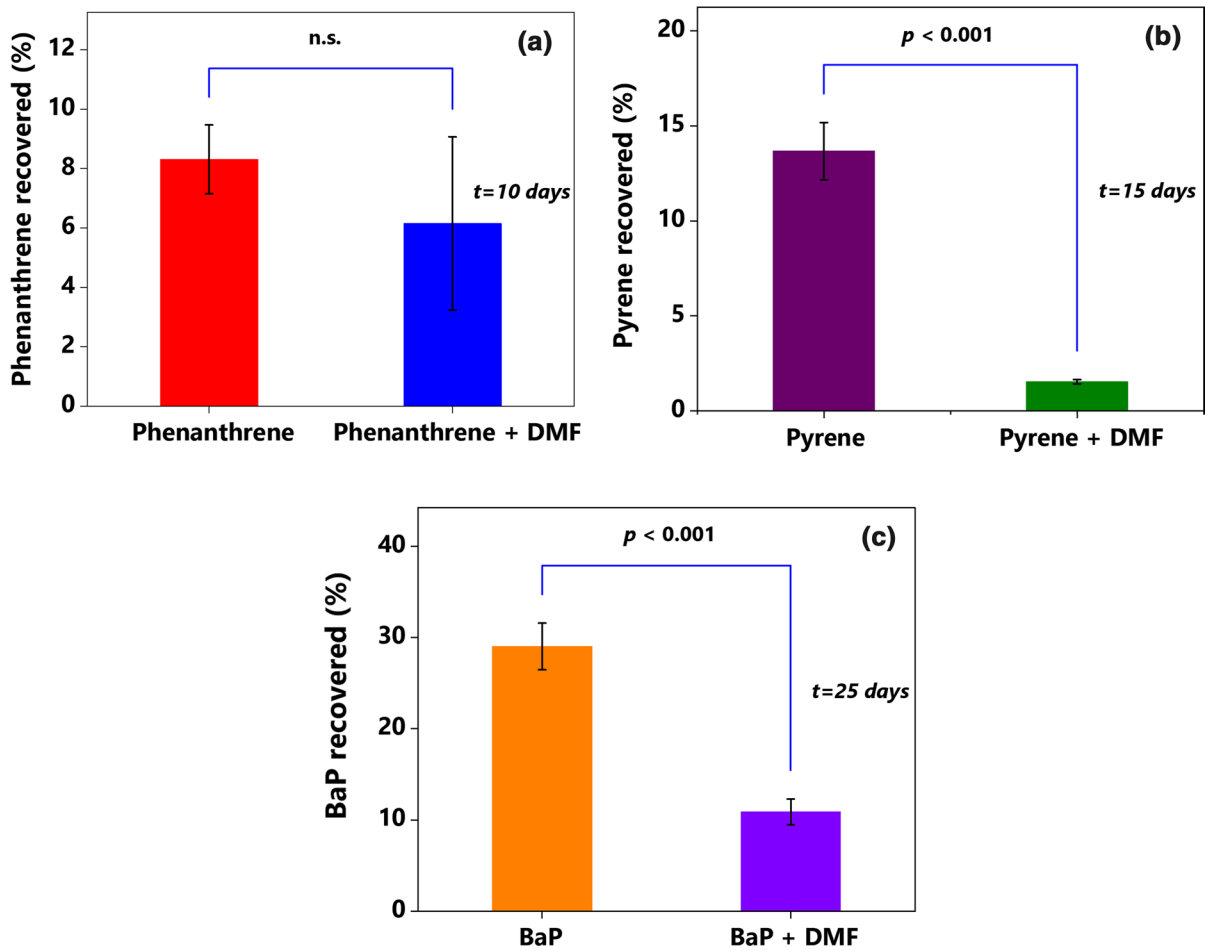 n.s.
(a)
Phenanthrene recovered (%)
12
10
8
6
4
2
0
t=10 days
Phenanthrene
Phenanthrene + DMF
p < 0.001
(b)
Pyrene recovered (%)
20
15
10
5
0
t=15 days
Pyrene
Pyrene + DMF
p < 0.001
(c)
BaP recovered (%)
40
30
20
10
0
t=25 days
BaP
BaP + DMF